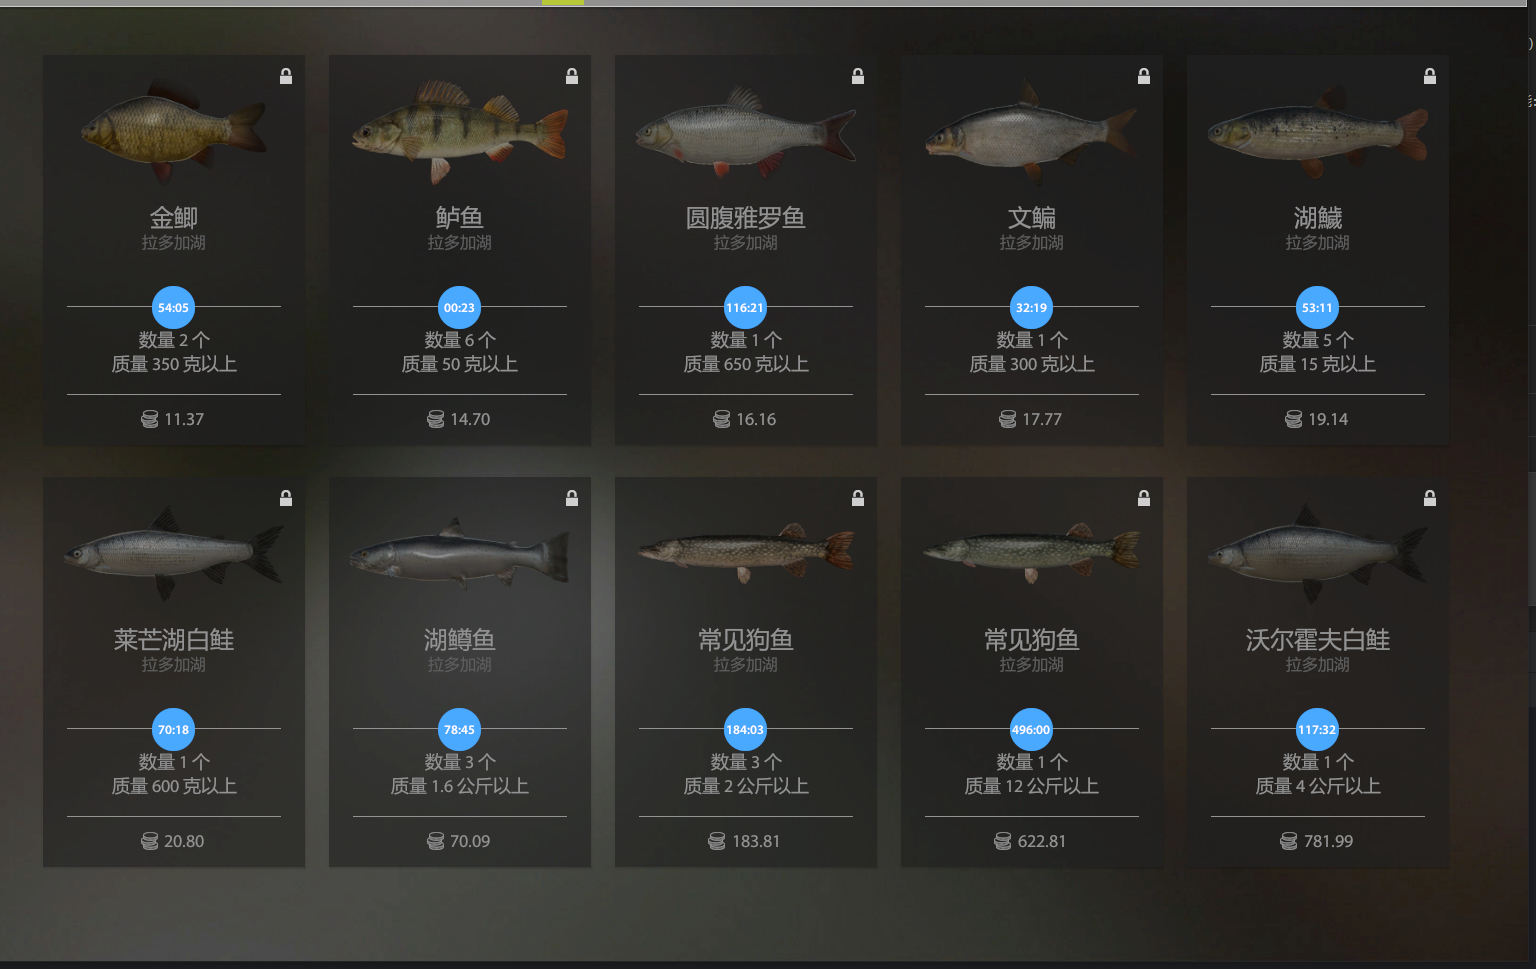 金鲫
拉多加湖
54:05
数量 2 个
质量 350 克以上
11.37
鲈鱼
拉多加湖
00:23
数量 6 个
质量 50 克以上
14.70
圆腹雅罗鱼
拉多加湖
116:21
数量 1 个
质量 650 克以上
16.16
文鳊
拉多加湖
32:19
数量 1 个
质量 300 克以上
17.77
湖鱥
拉多加湖
53:11
数量 5 个
质量 15 克以上
19.14
莱芒湖白鲑
拉多加湖
70:18
数量 1 个
质量 600 克以上
20.80
湖鳟鱼
拉多加湖
78:45
数量 3 个
质量 1.6 公斤以上
70.09
常见狗鱼
拉多加湖
184:03
数量 3 个
质量 2 公斤以上
183.81
常见狗鱼
拉多加湖
496:00
数量 1 个
质量 12 公斤以上
622.81
沃尔霍夫白鲑
拉多加湖
117:32
数量 1 个
质量 4 公斤以上
781.99